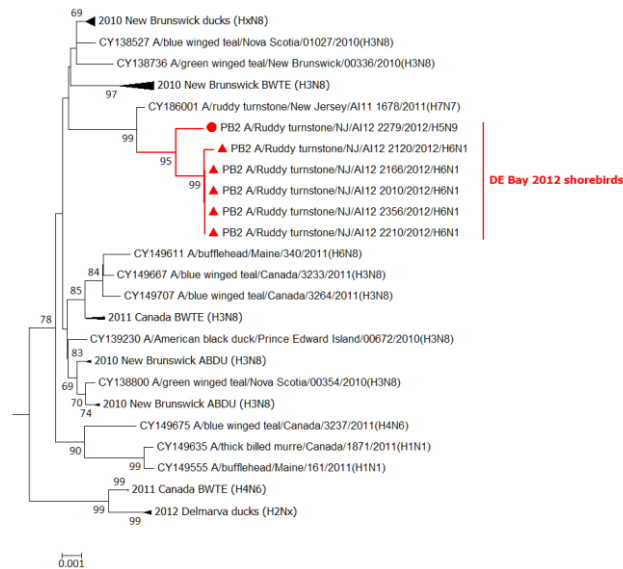 69
2010 New Brunswick ducks (HxN8)
CY138527 A/blue winged teal/Nova Scotia/01027/2010(H3N8)
CY138736 A/green winged teal/New Brunswick/00336/2010(H3N8)
2010 New Brunswick BWTE (H3N8)
97
CY186001 A/ruddy turnstone/New Jersey/AI11 1678/2011(H7N7)
99
PB2 A/Ruddy turnstone/NJ/AI12 2279/2012/H5N9
95
PB2 A/Ruddy turnstone/NJ/AI12 2120/2012/H6N1
PB2 A/Ruddy turnstone/NJ/AI12 2166/2012/H6N1
99
DE Bay 2012 shorebirds
PB2 A/Ruddy turnstone/NJ/AI12 2010/2012/H6N1
PB2 A/Ruddy turnstone/NJ/AI12 2356/2012/H6N1
PB2 A/Ruddy turnstone/NJ/AI12 2210/2012/H6N1
CY149611 A/bufflehead/Maine/340/2011(H6N8)
84
CY149667 A/blue winged teal/Canada/3233/2011(H3N8)
85
CY149707 A/blue winged teal/Canada/3264/2011(H3N8)
2011 Canada BWTE (H3N8)
78
CY139230 A/American black duck/Prince Edward Island/00672/2010(H3N8)
83
2010 New Brunswick ABDU (H3N8)
69
CY138800 A/green winged teal/Nova Scotia/00354/2010(H3N8)
70
2010 New Brunswick ABDU (H3N8)
74
CY149675 A/blue winged teal/Canada/3237/2011(H4N6)
90
CY149635 A/thick billed murre/Canada/1871/2011(H1N1)
99
CY149555 A/bufflehead/Maine/161/2011(H1N1)
99
2011 Canada BWTE (H4N6)
99
2012 Delmarva ducks (H2Nx)
99
0.001